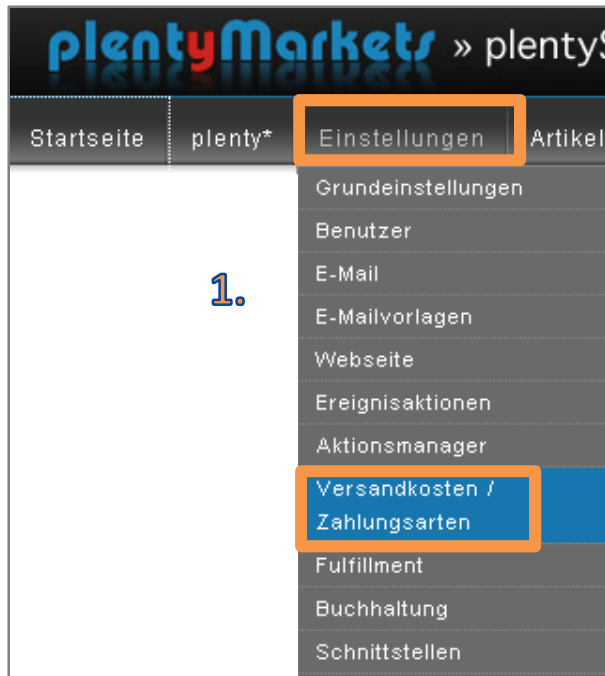 plentyMarkets » plentyS
Startseite plenty* Einstellungen Artikel
Grundeinstellungen
Benutzer
1.
E-Mail
E-Mailvorlagen
Webseite
Ereignisaktionen
Aktionsmanager
Versandkosten /
Zahlungsarten
Fulfillment
Buchhaltung
Schnittstellen